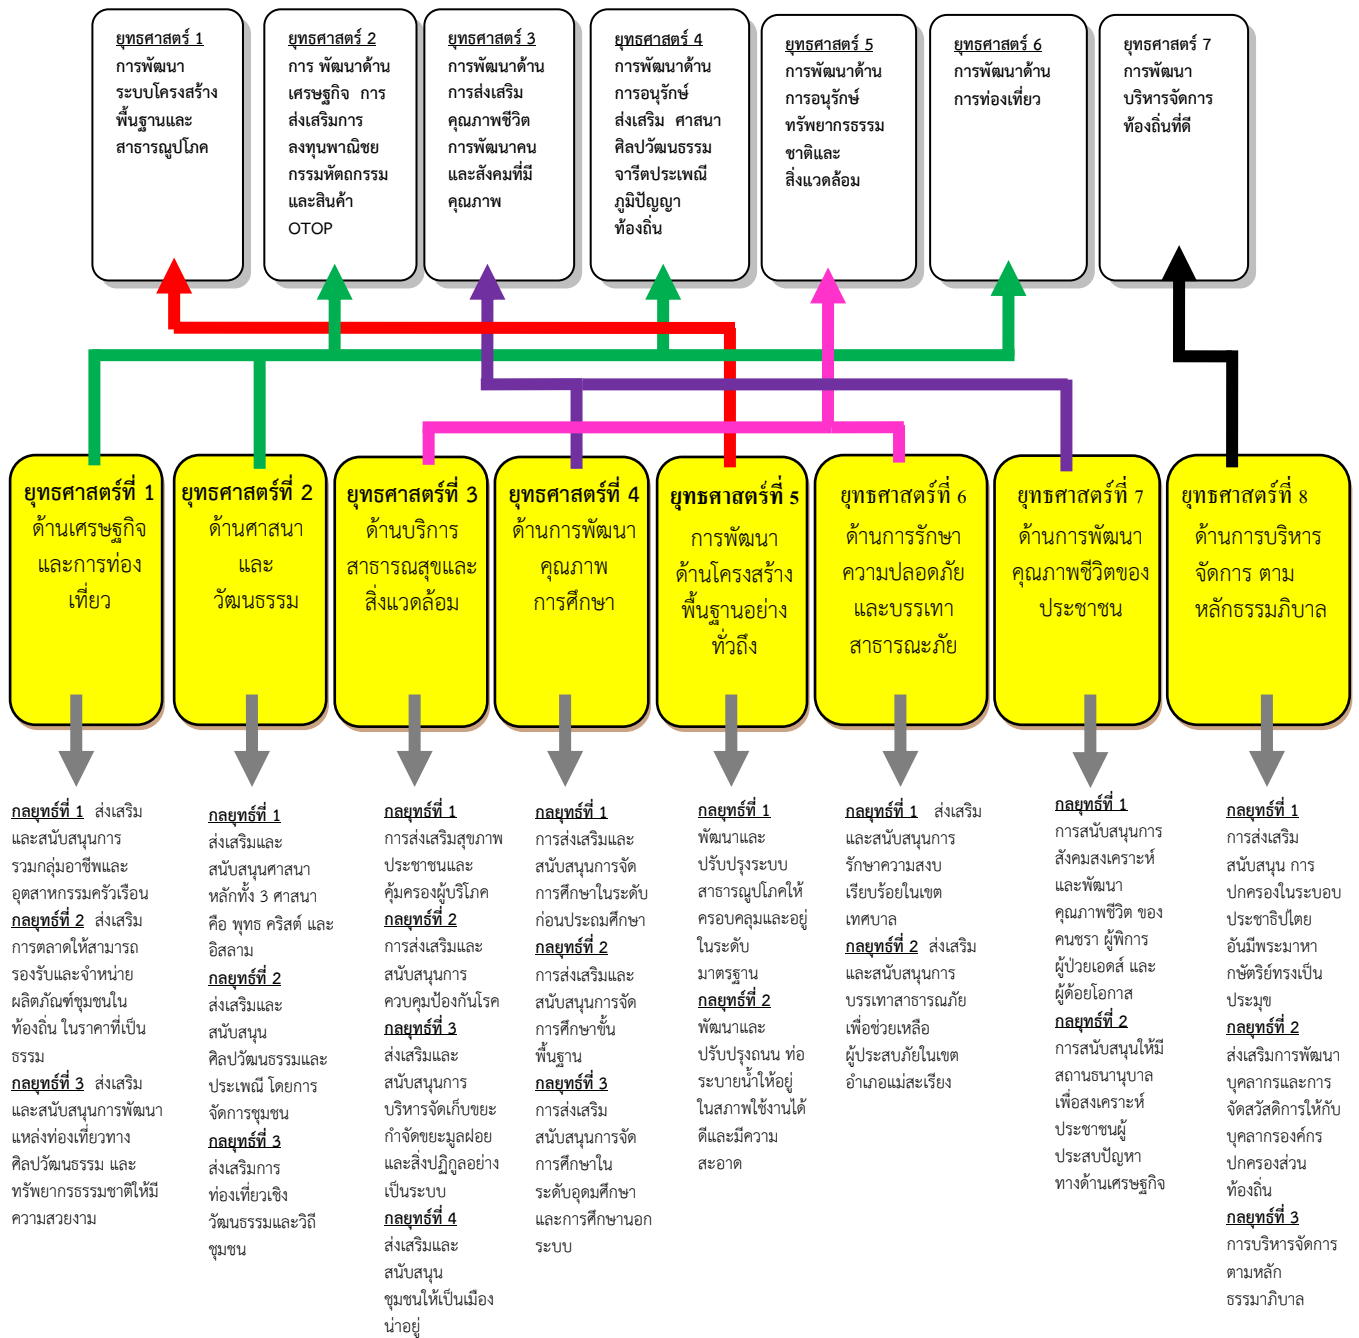 ยุทธศาสตร์ 1
การพัฒนา
ระบบโครงสร้าง
พื้นฐานและ
สาธารณูปโภค
ยุทธศาสตร์ 2
การ พัฒนาด้าน
เศรษฐกิจ การ
ส่งเสริมการ
ลงทุนพาณิชย
กรรมหัตถกรรม
และสินค้า
OTOP
ยุทธศาสตร์ 3
การพัฒนาด้าน
การส่งเสริม
คุณภาพชีวิต
การพัฒนาคน
และสังคมที่มี
คุณภาพ
ยุทธศาสตร์ 4
การพัฒนาด้าน
การอนุรักษ์
ส่งเสริม ศาสนา
ศิลปวัฒนธรรม
จารีตประเพณี
ภูมิปัญญา
ท้องถิ่น
ยุทธศาสตร์ 5
การพัฒนาด้าน
การอนุรักษ์
ทรัพยากรธรรม
ชาติและ
สิ่งแวดล้อม
ยุทธศาสตร์ 6
การพัฒนาด้าน
การท่องเที่ยว
ยุทธศาสตร์ 7
การพัฒนา
บริหารจัดการ
ท้องถิ่นที่ดี
ยุทธศาสตร์ที่ 1
ด้านเศรษฐกิจ
และการท่อง
เที่ยว
ยุทธศาสตร์ที่ 2
ด้านศาสนา
และ
วัฒนธรรม
ยุทธศาสตร์ที่ 3
ด้านบริการ
สาธารณสุขและ
สิ่งแวดล้อม
ยุทธศาสตร์ที่ 4
ด้านการพัฒนา
คุณภาพ
การศึกษา
ยุทธศาสตร์ที่ 5
การพัฒนา
ด้านโครงสร้าง
พื้นฐานอย่าง
ทั่วถึง
ยุทธศาสตร์ที่ 6
ด้านการรักษา
ความปลอดภัย
และบรรเทา
สาธารณะภัย
ยุทธศาสตร์ที่ 7
ด้านการพัฒนา
คุณภาพชีวิตของ
ประชาชน
ยุทธศาสตร์ที่ 8
ด้านการบริหาร
จัดการ ตาม
หลักธรรมภิบาล
กลยุทธ์ที่ 1 ส่งเสริม
และสนับสนุนการ
รวมกลุ่มอาชีพและ
อุตสาหกรรมครัวเรือน
กลยุทธ์ที่ 2 ส่งเสริม
การตลาดให้สามารถ
รองรับและจำหน่าย
ผลิตภัณฑ์ชุมชนใน
ท้องถิ่น ในราคาที่เป็น
ธรรม
กลยุทธ์ที่ 3 ส่งเสริม
และสนับสนุนการพัฒนา
แหล่งท่องเที่ยวทาง
ศิลปวัฒนธรรม และ
ทรัพยากรธรรมชาติให้มี
ความสวยงาม
กลยุทธ์ที่ 1
ส่งเสริมและ
สนับสนุนศาสนา
หลักทั้ง 3 ศาสนา
คือ พุทธ คริสต์ และ
อิสลาม
กลยุทธ์ที่ 2
ส่งเสริมและ
สนับสนุน
ศิลปวัฒนธรรมและ
ประเพณี โดยการ
จัดการชุมชน
กลยุทธ์ที่ 3
ส่งเสริมการ
ท่องเที่ยวเชิง
วัฒนธรรมและวิถี
ชุมชน
กลยุทธ์ที่ 1
การส่งเสริมสุขภาพ
ประชาชนและ
คุ้มครองผู้บริโภค
กลยุทธ์ที่ 2
การส่งเสริมและ
สนับสนุนการ
ควบคุมป้องกันโรค
กลยุทธ์ที่ 3
ส่งเสริมและ
สนับสนุนการ
บริหารจัดเก็บขยะ
กำจัดขยะมูลฝอย
และสิ่งปฏิกูลอย่าง
เป็นระบบ
กลยุทธ์ที่ 4
ส่งเสริมและ
สนับสนุน
ชุมชนให้เป็นเมือง
น่าอยู่
กลยุทธ์ที่ 1
การส่งเสริมและ
สนับสนุนการจัด
การศึกษาในระดับ
ก่อนประถมศึกษา
กลยุทธ์ที่ 2
การส่งเสริมและ
สนับสนุนการจัด
การศึกษาขั้น
พื้นฐาน
กลยุทธ์ที่ 3
การส่งเสริม
สนับสนุนการจัด
การศึกษาใน
ระดับอุดมศึกษา
และการศึกษานอก
ระบบ
กลยุทธ์ที่ 1
พัฒนาและ
ปรับปรุงระบบ
สาธารณูปโภคให้
ครอบคลุมและอยู่
ในระดับ
มาตรฐาน
กลยุทธ์ที่ 2
พัฒนาและ
ปรับปรุงถนน ท่อ
ระบายน้ำให้อยู่
ในสภาพใช้งานได้
ดีและมีความ
สะอาด
กลยุทธ์ที่ 1 ส่งเสริม
และสนับสนุนการ
รักษาความสงบ
เรียบร้อยในเขต
เทศบาล
กลยุทธ์ที่ 2 ส่งเสริม
และสนับสนุนการ
บรรเทาสาธารณภัย
เพื่อช่วยเหลือ
ผู้ประสบภัยในเขต
อำเภอแม่สะเรียง
กลยุทธ์ที่ 1
การสนับสนุนการ
สังคมสงเคราะห์
และพัฒนา
คุณภาพชีวิต ของ
คนชรา ผู้พิการ
ผู้ป่วยเอดส์ และ
ผู้ด้อยโอกาส
กลยุทธ์ที่ 2
การสนับสนุนให้มี
สถานธนานุบาล
เพื่อสงเคราะห์
ประชาชนผู้
ประสบปัญหา
ทางด้านเศรษฐกิจ
กลยุทธ์ที่ 1
การส่งเสริม
สนับสนุน การ
ปกครองในระบอบ
ประชาธิปไตย
อันมีพระมาหา
กษัตริย์ทรงเป็น
ประมุข
กลยุทธ์ที่ 2
ส่งเสริมการพัฒนา
บุคลากรและการ
จัดสวัสดิการให้กับ
บุคลากรองค์กร
ปกครองส่วน
ท้องถิ่น
กลยุทธ์ที่ 3
การบริหารจัดการ
ตามหลัก
ธรรมาภิบาล